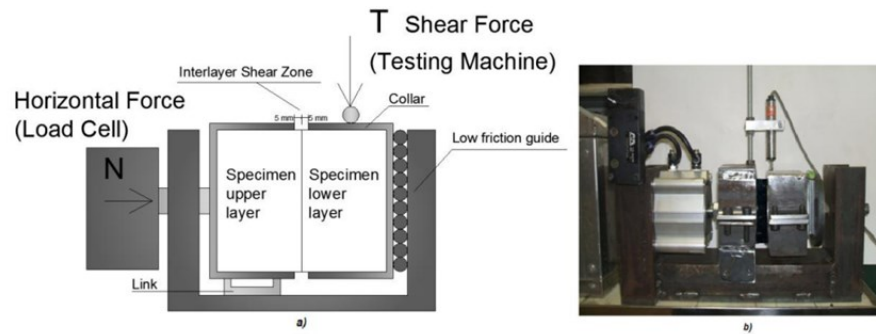 T Shear Force
(Testing Machine)
Interlayer Shear Zone
5 mm 5 mm
Collar
Horizontal Force
(Load Cell)
Low friction guide
N
Specimen
upper
layer
Specimen
lower
layer
Link
a)
b)